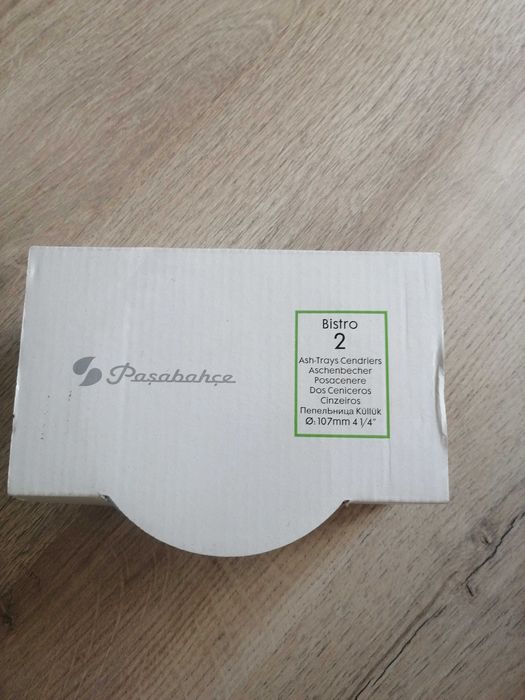 Paşabahçe
Bistro
2
Ash-Trays Cendriers
Aschenbecher
Posacenere
Dos Ceniceros
Cinzeiros
ПепелЬница Küllük
Ø: 107mm 4 1/4"